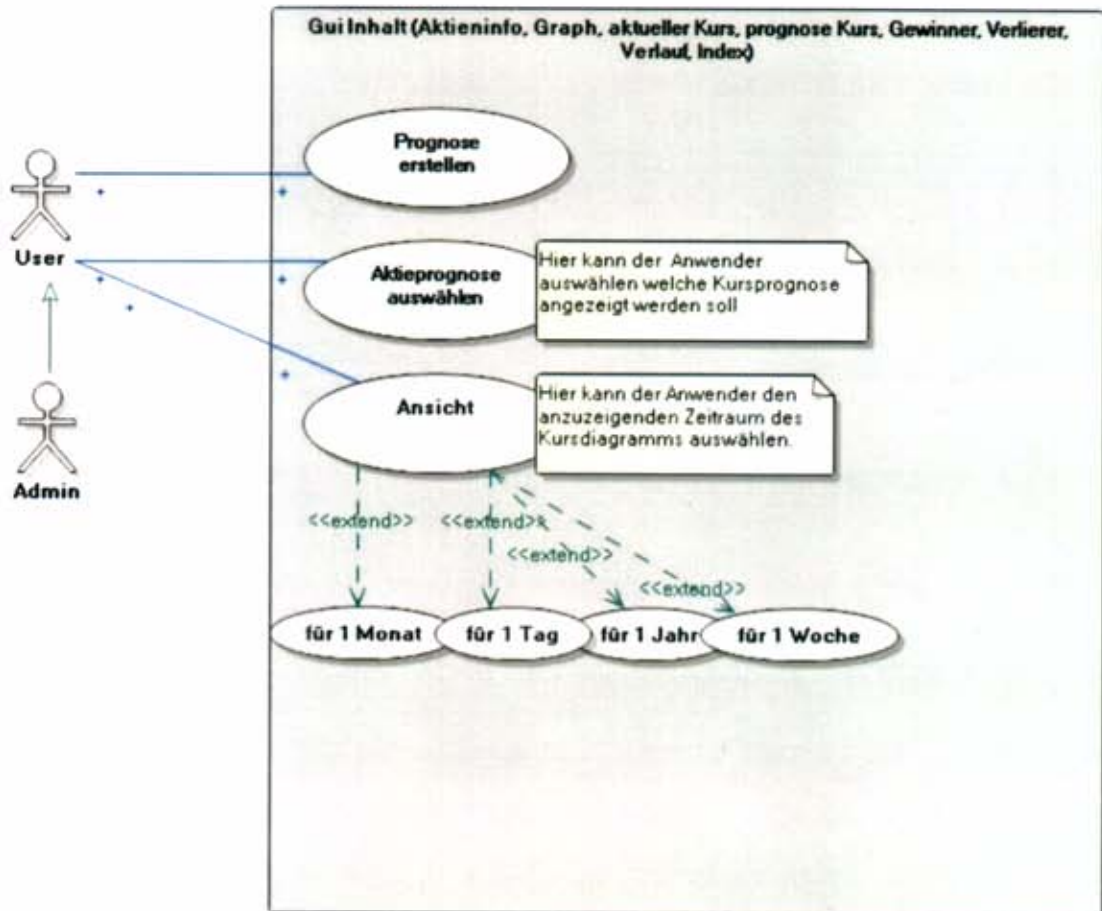 Gui Inhalt (Aktieninfo, Graph, aktueller Kurs, prognose Kurs, Gewinner, Verlierer,
Verlauf, Index)
Prognose
erstellen
User
Aktieprognose
auswählen
Hier kann der Anwender
auswählen welche Kursprognose
angezeigt werden soll
Ansicht
Hier kann der Anwender den
anzuzeigenden Zeitraum des
Kursdiagramms auswählen.
Admin
<<extend>>
<<extend>>
<<extend>>
<<extend>>
für 1 Monat
für 1 Tag
für 1 Jahr
für 1 Woche